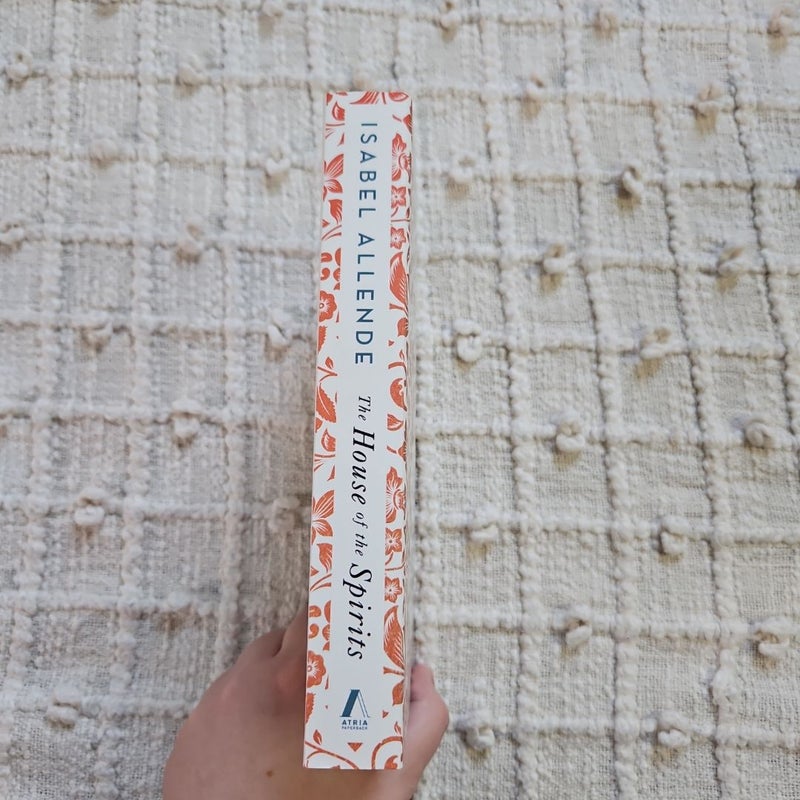 ISABEL ALLENDE
The House of the Spirits
ATRIA
PAPERBACK